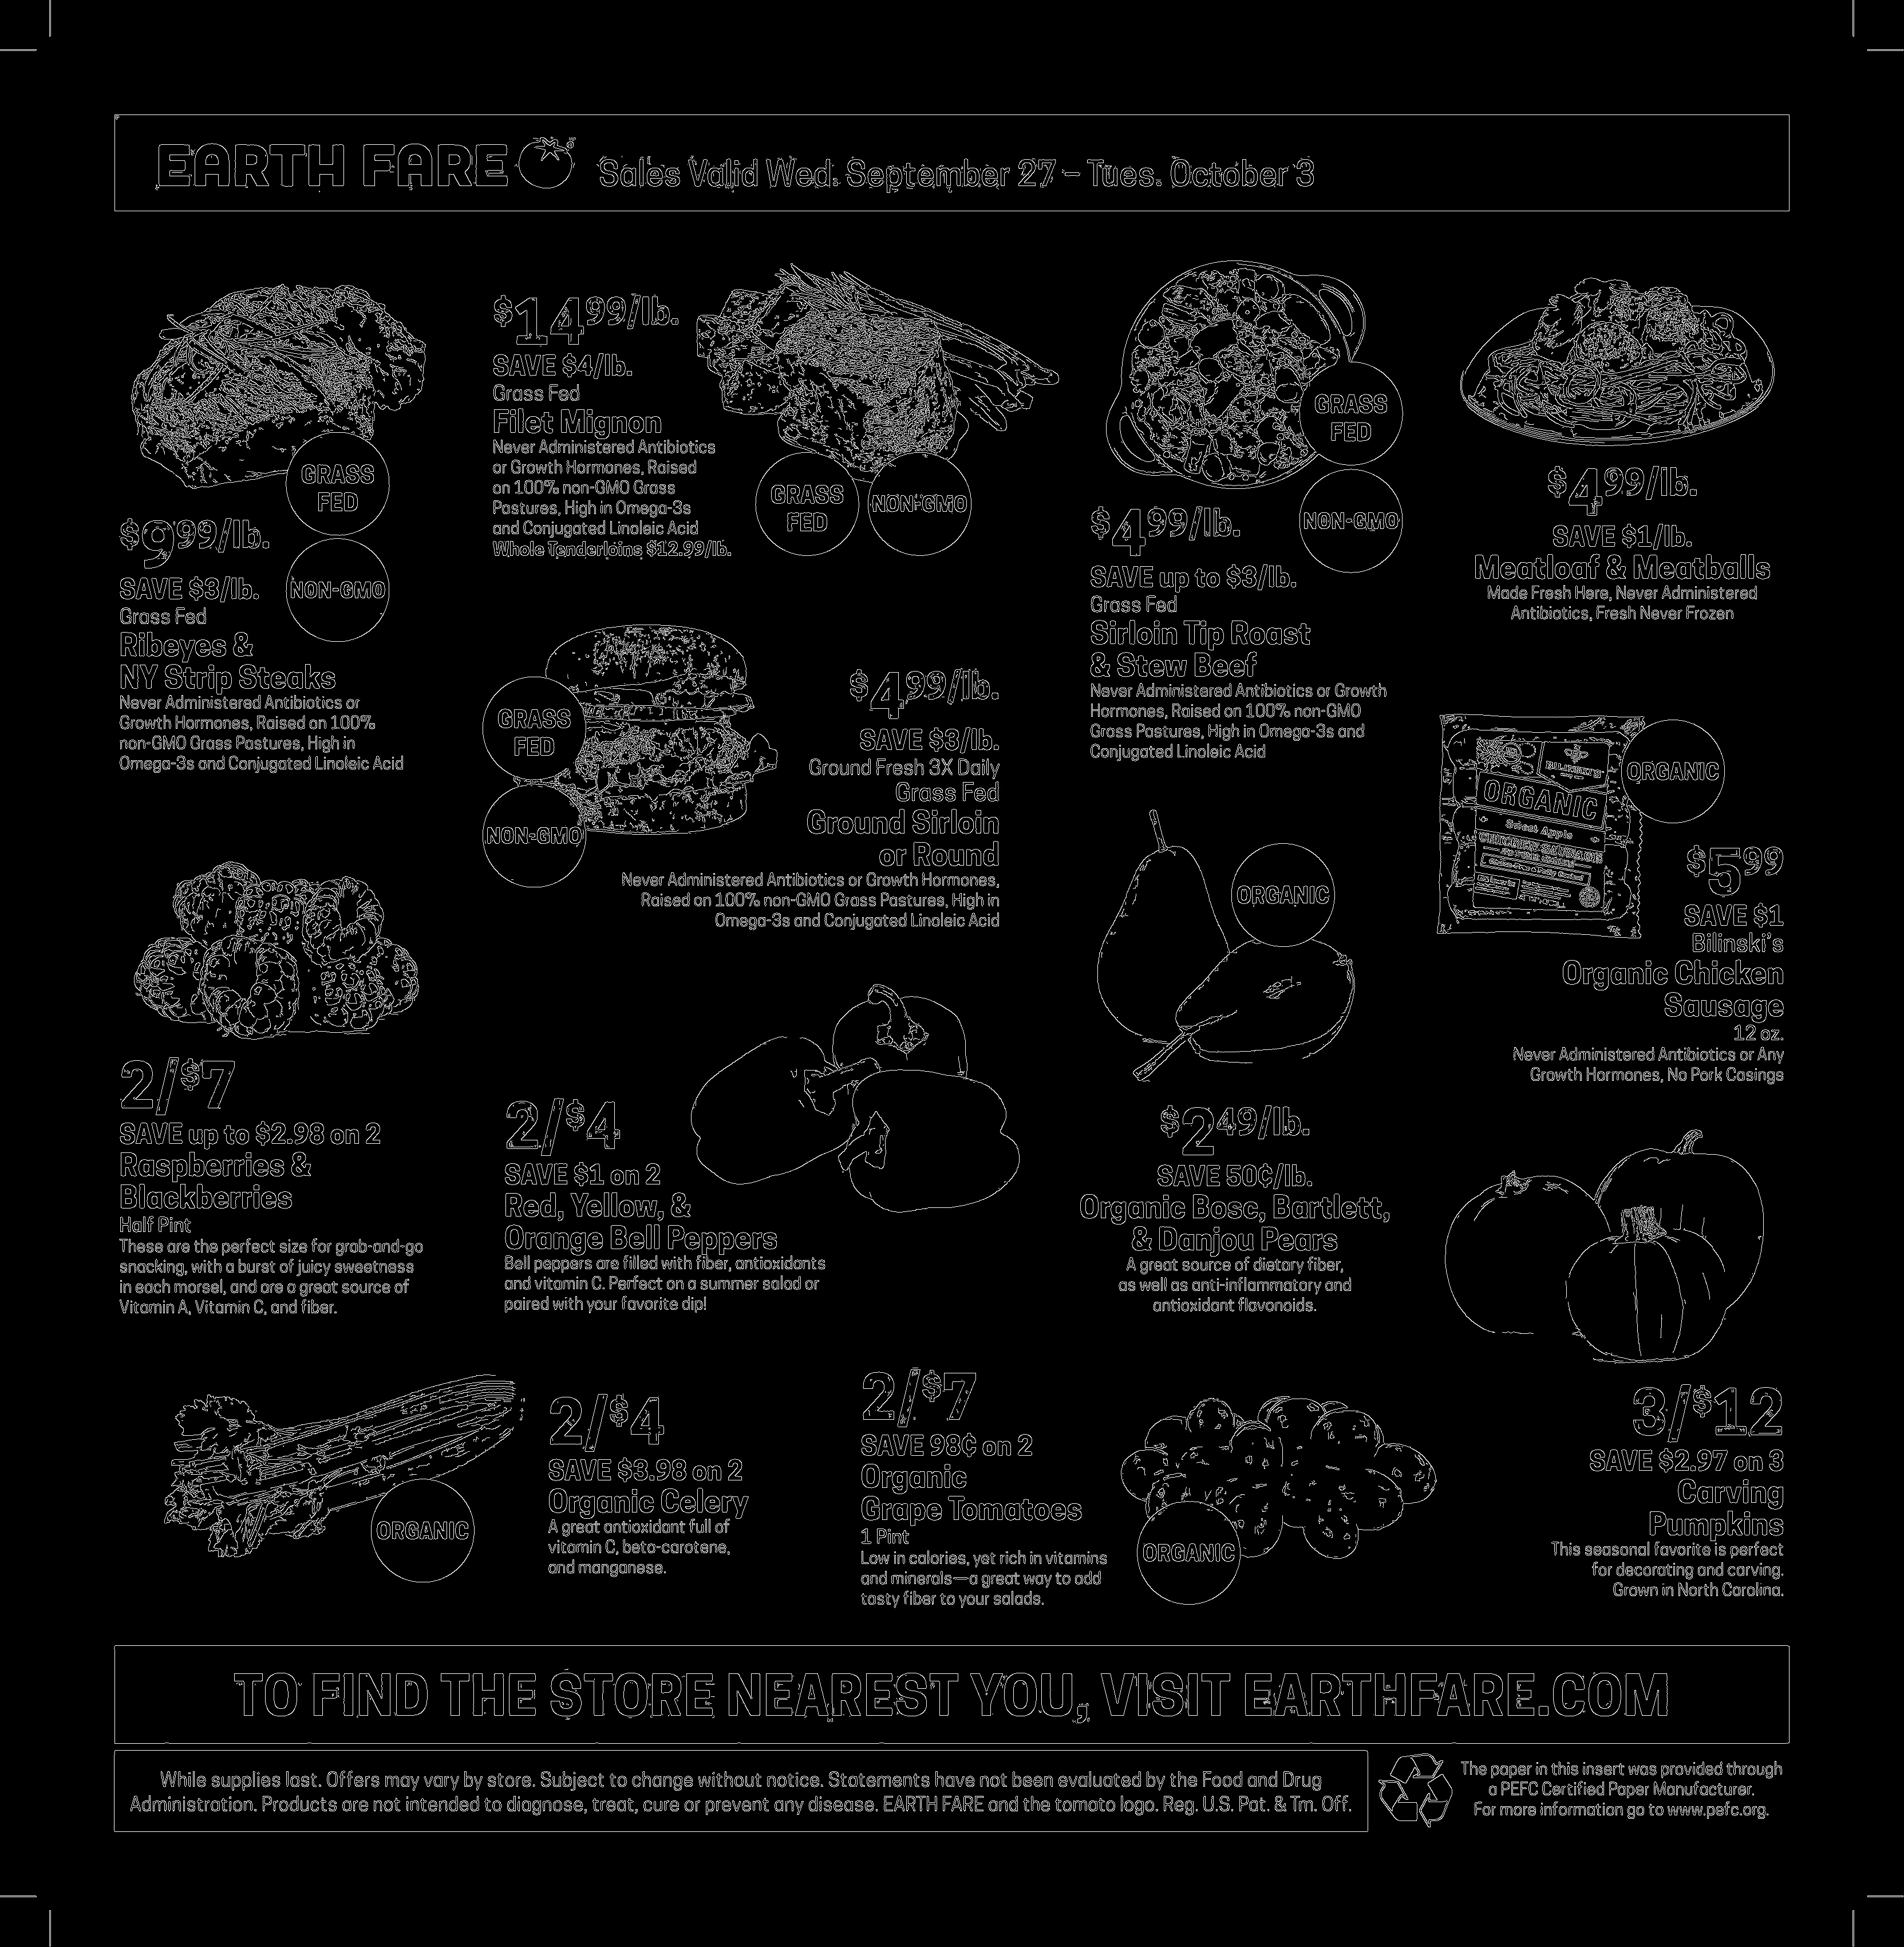 EARTH FARE
Sales Valid Wed. September 27 – Tues. October 3
GRASS
FED
NON-GMO
$9.99/lb.
SAVE $3/lb.
Grass Fed
Ribeyes &
NY Strip Steaks
Never Administered Antibiotics or
Growth Hormones, Raised on 100%
non-GMO Grass Pastures, High in
Omega-3s and Conjugated Linoleic Acid
$14.99/lb.
SAVE $4/lb.
Grass Fed
Filet Mignon
Never Administered Antibiotics
or Growth Hormones, Raised
on 100% non-GMO Grass
Pastures, High in Omega-3s
and Conjugated Linoleic Acid
Whole Tenderloins $12.99/lb.
GRASS
FED
NON-GMO
GRASS
FED
NON-GMO
$4.99/lb.
SAVE up to $3/lb.
Grass Fed
Sirloin Tip Roast
& Stew Beef
Never Administered Antibiotics or Growth
Hormones, Raised on 100% non-GMO
Grass Pastures, High in Omega-3s and
Conjugated Linoleic Acid
$4.99/lb.
SAVE $1/lb.
Meatloaf & Meatballs
Made Fresh Here, Never Administered
Antibiotics, Fresh Never Frozen
GRASS
FED
NON-GMO
$4.99/lb.
SAVE $3/lb.
Ground Fresh 3X Daily
Grass Fed
Ground Sirloin
or Round
Never Administered Antibiotics or Growth Hormones,
Raised on 100% non-GMO Grass Pastures, High in
Omega-3s and Conjugated Linoleic Acid
BILINSKI'S
ORGANIC
Select Apple
CHICKEN SAUSAGE
ORGANIC
$5.99
SAVE $1
Bilinski's
Organic Chicken
Sausage
12 oz.
Never Administered Antibiotics or Any
Growth Hormones, No Pork Casings
2/$7
SAVE up to $2.98 on 2
Raspberries &
Blackberries
Half Pint
These are the perfect size for grab-and-go
snacking, with a burst of juicy sweetness
in each morsel, and are a great source of
Vitamin A, Vitamin C, and fiber.
2/$4
SAVE $1 on 2
Red, Yellow, &
Orange Bell Peppers
Bell peppers are filled with fiber, antioxidants
and vitamin C. Perfect on a summer salad or
paired with your favorite dip!
ORGANIC
$2.49/lb.
SAVE 50¢/lb.
Organic Bosc, Bartlett,
& Danjou Pears
A great source of dietary fiber,
as well as anti-inflammatory and
antioxidant flavonoids.
ORGANIC
2/$4
SAVE $3.98 on 2
Organic Celery
A great antioxidant full of
vitamin C, beta-carotene,
and manganese.
2/$7
SAVE 98¢ on 2
Organic
Grape Tomatoes
1 Pint
Low in calories, yet rich in vitamins
and minerals—a great way to add
tasty fiber to your salads.
ORGANIC
3/$12
SAVE $2.97 on 3
Carving
Pumpkins
This seasonal favorite is perfect
for decorating and carving.
Grown in North Carolina.
TO FIND THE STORE NEAREST YOU, VISIT EARTHFARE.COM
While supplies last. Offers may vary by store. Subject to change without notice. Statements have not been evaluated by the Food and Drug
Administration. Products are not intended to diagnose, treat, cure or prevent any disease. EARTH FARE and the tomato logo. Reg. U.S. Pat. & Tm. Off.
The paper in this insert was provided through
a PEFC Certified Paper Manufacturer.
For more information go to www.pefc.org.